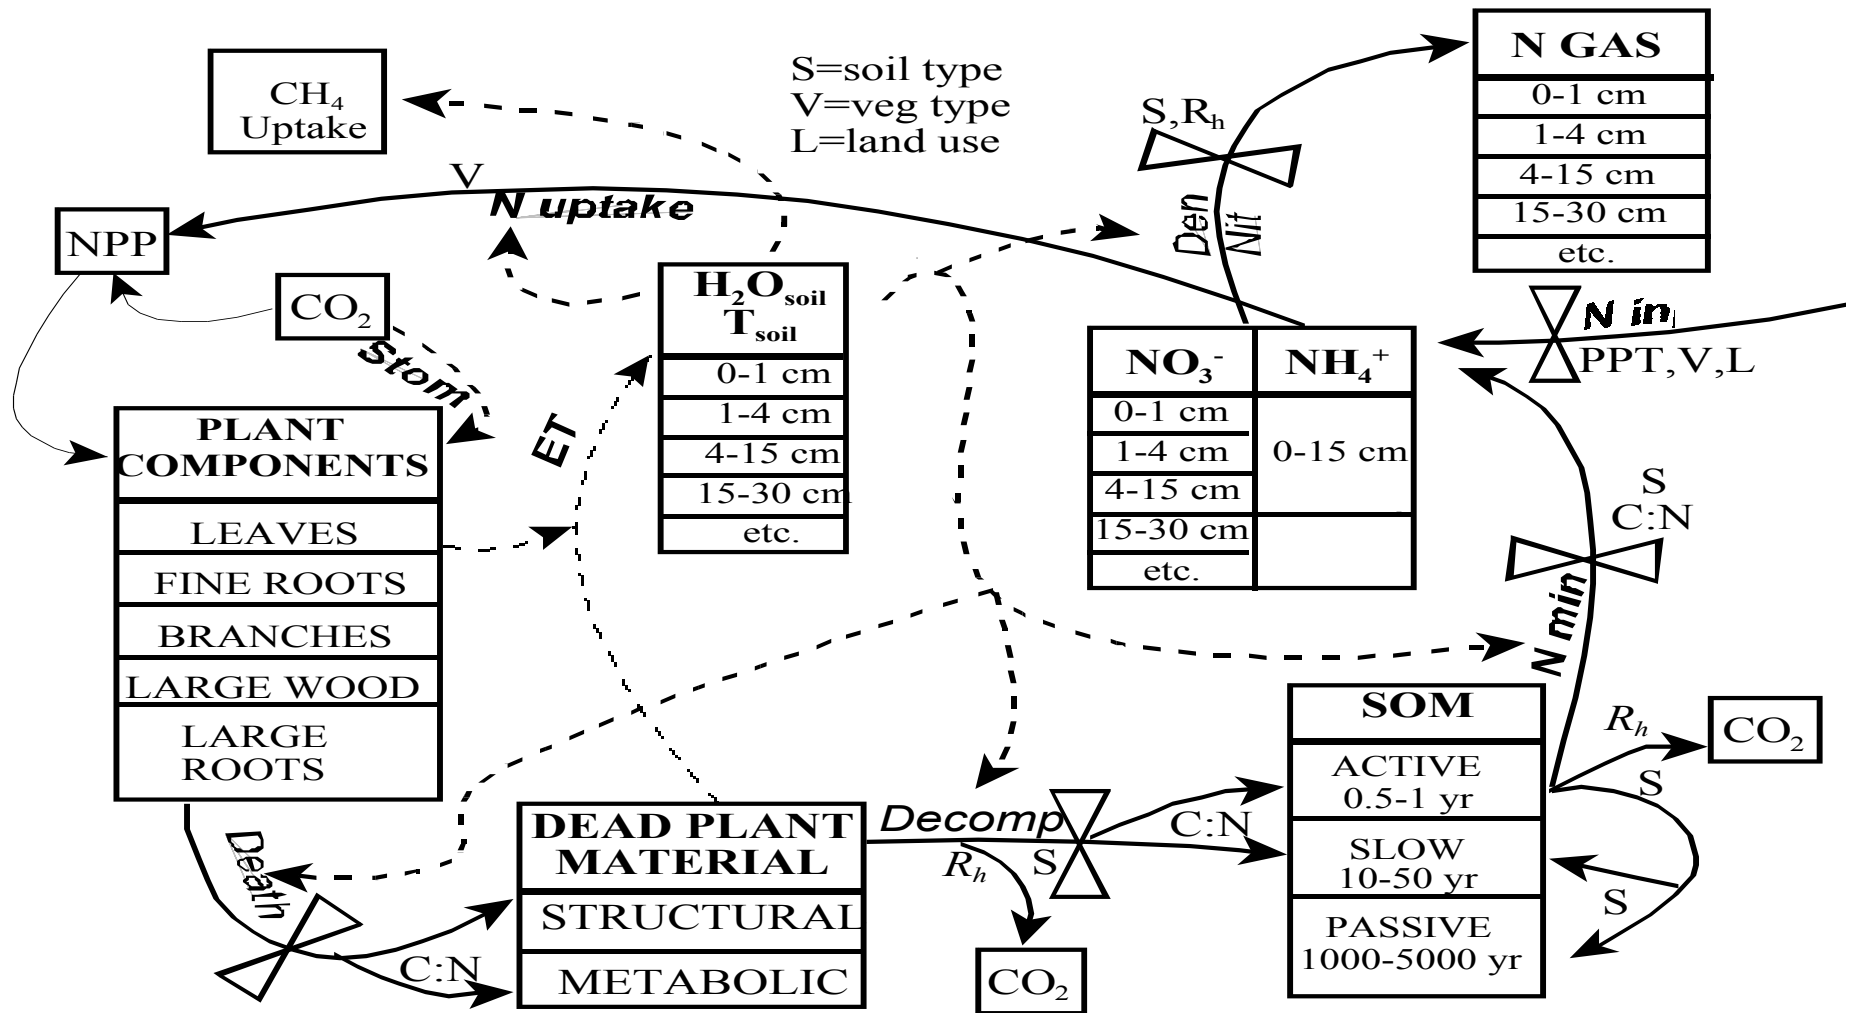 CH₄
Uptake
S=soil type
V=veg type
L=land use
S,Rₕ
N GAS
0-1 cm
1-4 cm
4-15 cm
15-30 cm
etc.
V
N uptake
Den
Nit
NPP
CO₂
Stom
H₂O soil
T soil
0-1 cm
1-4 cm
4-15 cm
15-30 cm
etc.
ET
N in
PPT,V,L
NO₃⁻
0-1 cm
1-4 cm
4-15 cm
15-30 cm
etc.
NH₄⁺
0-15 cm
S
C:N
N min
PLANT
COMPONENTS
LEAVES
FINE ROOTS
BRANCHES
LARGE WOOD
LARGE
ROOTS
Death
C:N
DEAD PLANT
MATERIAL
STRUCTURAL
METABOLIC
Decomp
Rₕ
S
C:N
CO₂
SOM
ACTIVE
0.5-1 yr
SLOW
10-50 yr
PASSIVE
1000-5000 yr
Rₕ
CO₂
S
S